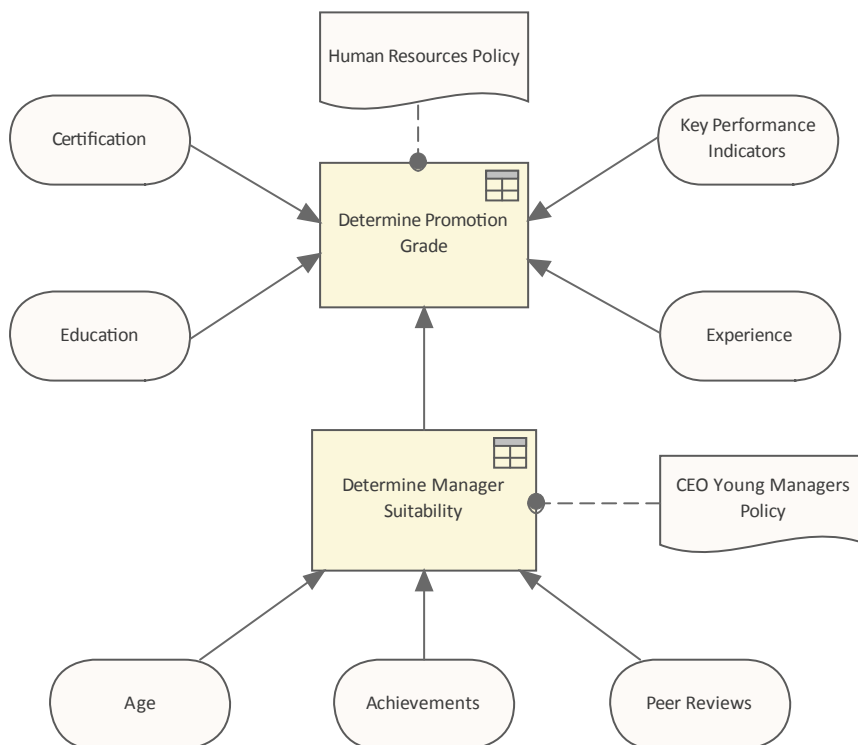 Human Resources Policy
Certification
Key Performance
Indicators
Determine Promotion
Grade
Education
Experience
Determine Manager
Suitability
CEO Young Managers
Policy
Age
Achievements
Peer Reviews